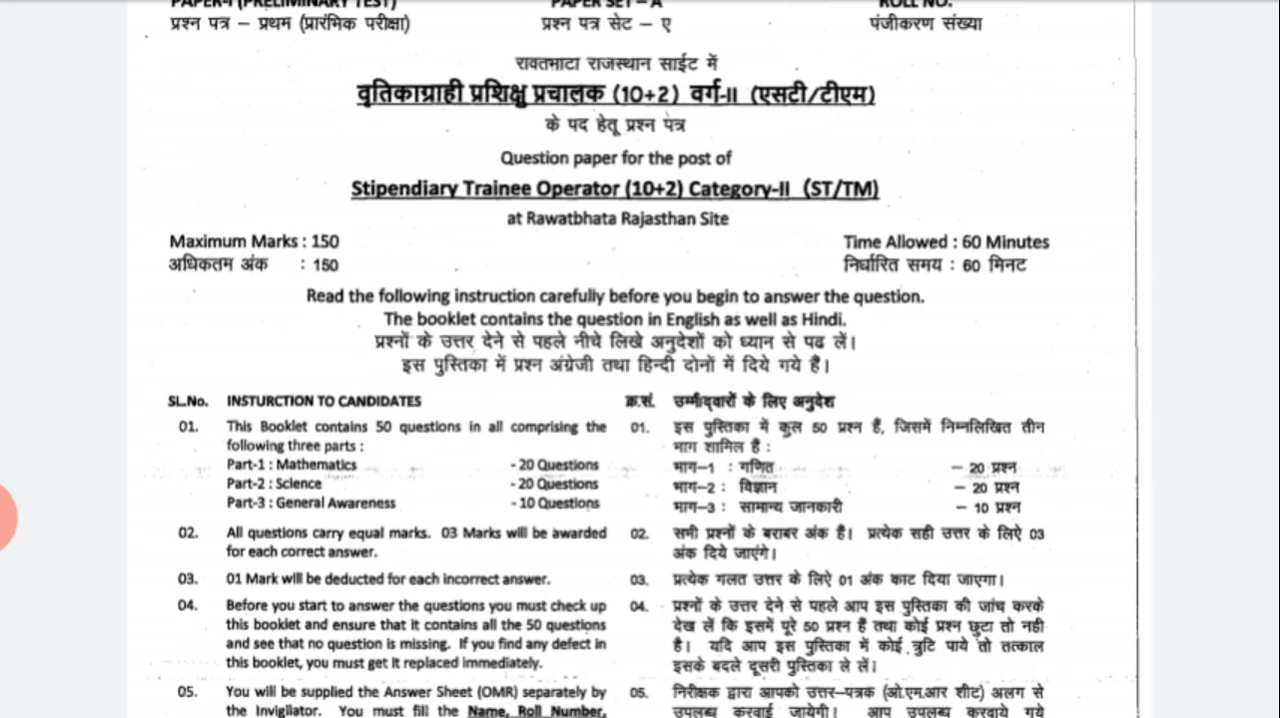 PAPER-I (PRELIMINARY TEST) PAPER SET – A ROLL NO.
प्रश्न पत्र – प्रथम (प्रारंमिक परीक्षा) प्रश्न पत्र सेट – ए पंजीकरण संख्या
रावतभाटा राजस्थान साईट में
वृतिकाग्राही प्रशिक्षु प्रचालक (10+2) वर्ग-II (एसटी/टीएम)
के पद हेतू प्रश्न पत्र
Question paper for the post of
Stipendiary Trainee Operator (10+2) Category-II (ST/TM)
at Rawatbhata Rajasthan Site
Maximum Marks : 150 Time Allowed : 60 Minutes
अधिकतम अंक : 150 निर्धारित समय : 60 मिनट
Read the following instruction carefully before you begin to answer the question.
The booklet contains the question in English as well as Hindi.
प्रश्नों के उत्तर देने से पहले नीचे लिखे अनुदेशों को ध्यान से पढ लें।
इस पुस्तिका में प्रश्न अंग्रेजी तथा हिन्दी दोनों में दिये गये हैं।
SL.No. INSTURCTION TO CANDIDATES क्र.सं. उम्मीद्वारों के लिए अनुदेश
01. This Booklet contains 50 questions in all comprising the 01. इस पुस्तिका में कुल 50 प्रश्न हैं, जिसमें निम्नलिखित तीन
following three parts : भाग शामिल है :
Part-1 : Mathematics - 20 Questions भाग–1 : गणित – 20 प्रश्न
Part-2 : Science - 20 Questions भाग–2 : विज्ञान – 20 प्रश्न
Part-3 : General Awareness - 10 Questions भाग–3 : सामान्य जानकारी – 10 प्रश्न
02. All questions carry equal marks. 03 Marks will be awarded 02. सभी प्रश्नों के बराबर अंक है। प्रत्येक सही उत्तर के लिऐ 03
for each correct answer. अंक दिये जाएंगे।
03. 01 Mark will be deducted for each incorrect answer. 03. प्रत्येक गलत उत्तर के लिऐ 01 अंक काट दिया जाएगा।
04. Before you start to answer the questions you must check up 04. प्रश्नों के उत्तर देने से पहले आप इस पुस्तिका की जांच करके
this booklet and ensure that it contains all the 50 questions देख लें कि इसमें पूरे 50 प्रश्न हैं तथा कोई प्रश्न छुटा तो नही
and see that no question is missing. If you find any defect in है। यदि आप इस पुस्तिका में कोई त्रुटि पाये तो तत्काल
this booklet, you must get it replaced immediately. इसके बदले दूसरी पुस्तिका ले लें।
05. You will be supplied the Answer Sheet (OMR) separately by 05. निरीक्षक द्वारा आपको उत्तर–पत्रक (ओ.एम.आर शीट) अलग से
the Invigilator. You must fill the Name, Roll Number, उपलब्ध करवाई जायेगी। आप उपलब्ध करवाये गये